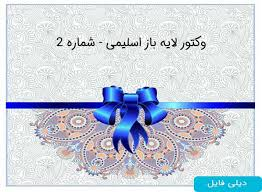 وکتور لایه باز اسلیمی - شماره 2
دیلی فایل